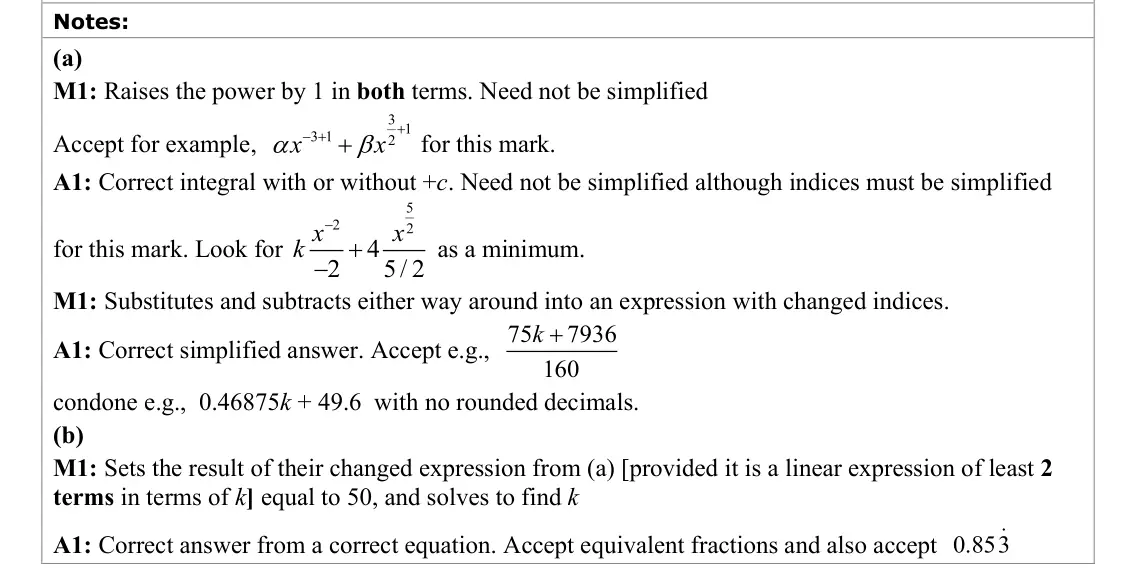 Notes:
(a)
M1: Raises the power by 1 in both terms. Need not be simplified
Accept for example, αx^{−3+1} + βx^{\frac{3}{2}+1} for this mark.
A1: Correct integral with or without +c. Need not be simplified although indices must be simplified
for this mark. Look for k\frac{x^{−2}}{−2} + 4\frac{x^{\frac{5}{2}}}{5/2} as a minimum.
M1: Substitutes and subtracts either way around into an expression with changed indices.
A1: Correct simplified answer. Accept e.g., \frac{75k+7936}{160}
condone e.g., 0.46875k + 49.6 with no rounded decimals.
(b)
M1: Sets the result of their changed expression from (a) [provided it is a linear expression of least 2
terms in terms of k] equal to 50, and solves to find k
A1: Correct answer from a correct equation. Accept equivalent fractions and also accept 0.853̇